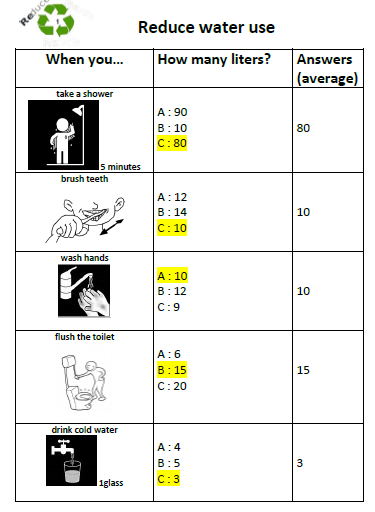 Reduce
Reduce water use
When you...
How many liters?
Answers
(average)
take a shower
5 minutes
A : 90
B : 10
C : 80
80
brush teeth
A : 12
B : 14
C : 10
10
wash hands
A : 10
B : 12
C : 9
10
flush the toilet
A : 6
B : 15
C : 20
15
drink cold water
1glass
A : 4
B : 5
C : 3
3